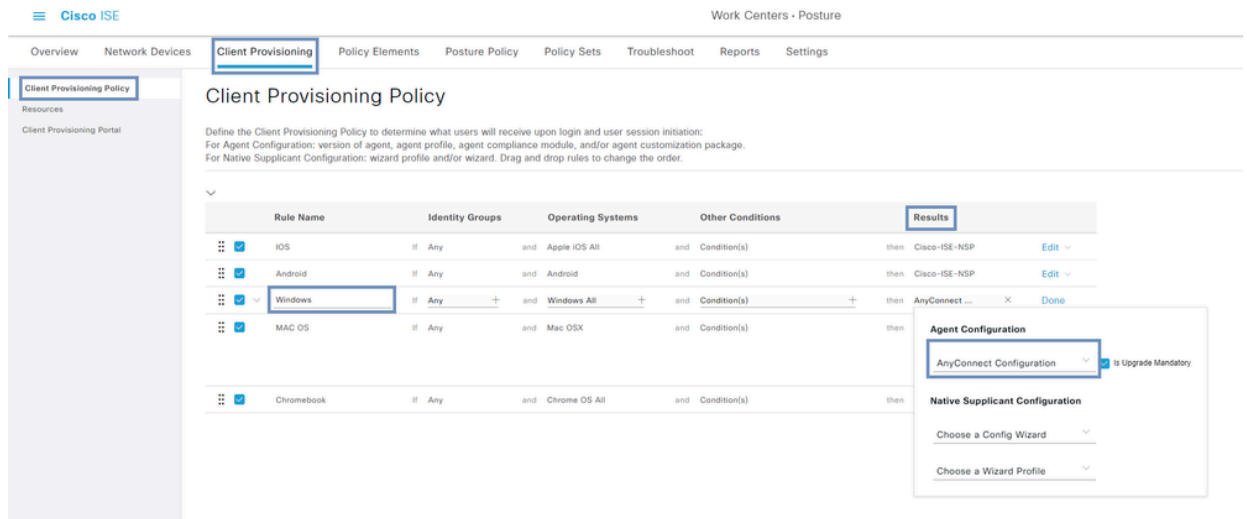 Cisco ISE
Work Centers · Posture
Overview Network Devices Client Provisioning Policy Elements Posture Policy Policy Sets Troubleshoot Reports Settings
Client Provisioning Policy
Resources
Client Provisioning Portal
Client Provisioning Policy
Define the Client Provisioning Policy to determine what users will receive upon login and user session initiation:
For Agent Configuration: version of agent, agent profile, agent compliance module, and/or agent customization package.
For Native Supplicant Configuration: wizard profile and/or wizard. Drag and drop rules to change the order.
Rule Name Identity Groups Operating Systems Other Conditions Results
IOS If Any and Apple iOS All and Condition(s) then Cisco-ISE-NSP Edit
Android If Any and Android and Condition(s) then Cisco-ISE-NSP Edit
Windows If Any and Windows All and Condition(s) then AnyConnect ... Done
MAC OS If Any and Mac OSX and Condition(s) then
Chromebook If Any and Chrome OS All and Condition(s) then
Agent Configuration
AnyConnect Configuration Is Upgrade Mandatory
Native Supplicant Configuration
Choose a Config Wizard
Choose a Wizard Profile